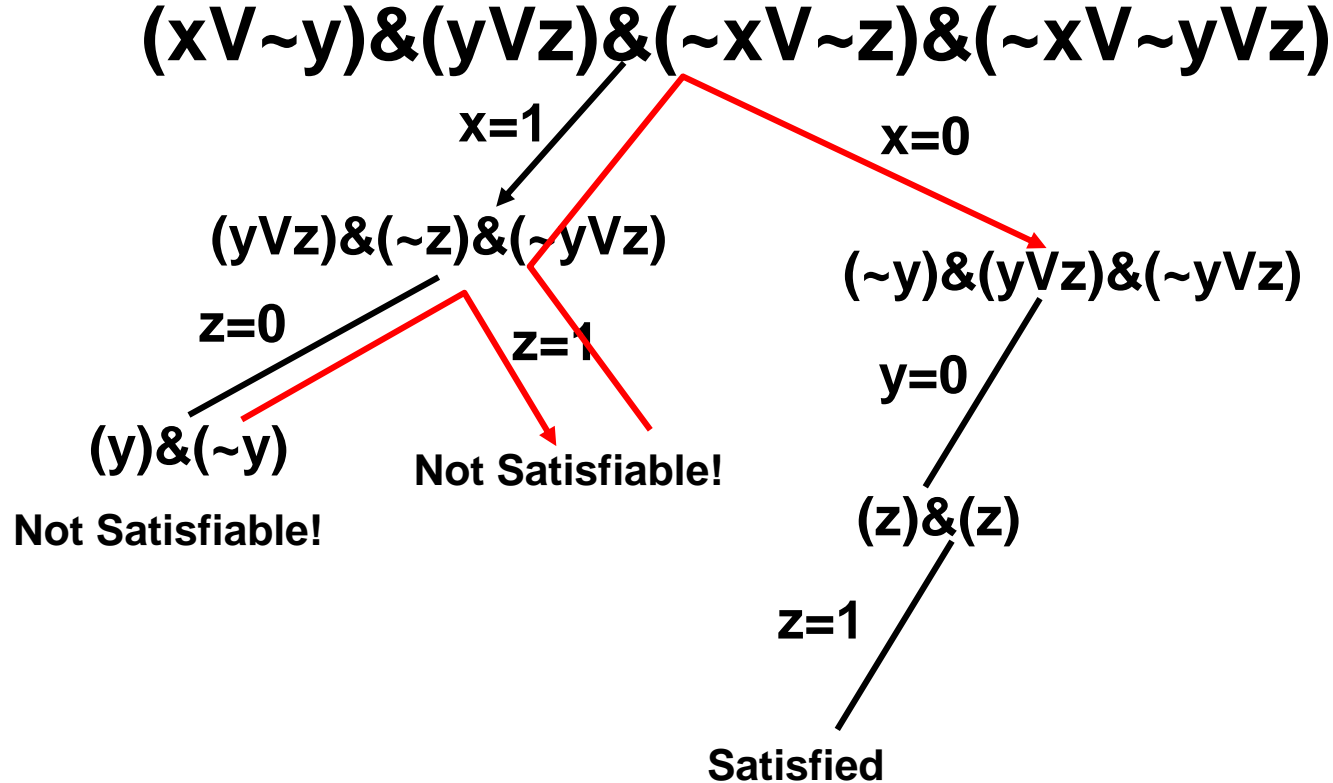 (xV~y)&(yVz)&(~xV~z)&(~xV~yVz)
x=1
x=0
(yVz)&(~z)&(~yVz)
(~y)&(yVz)&(~yVz)
z=0
z=1
y=0
(y)&(~y)
Not Satisfiable!
Not Satisfiable!
(z)&(z)
z=1
Satisfied